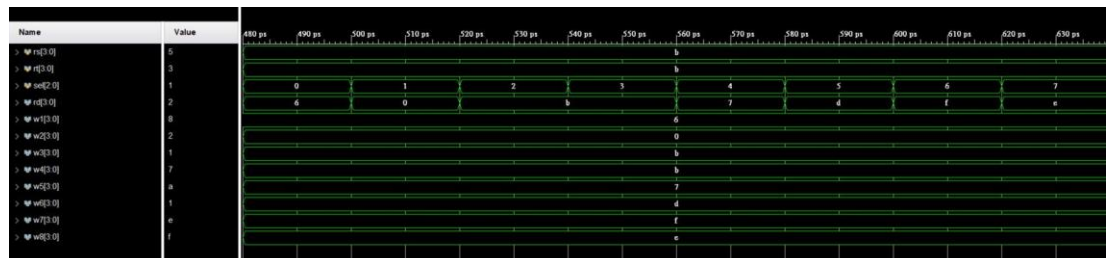 Name Value 480 ps 490 ps 500 ps 510 ps 520 ps 530 ps 540 ps 550 ps 560 ps 570 ps 580 ps 590 ps 600 ps 610 ps 620 ps 630 ps
> rs[3:0] 5 b
> rt[3:0] 3 b
> sel[2:0] 1 0 1 2 3 4 5 6 7
> rd[3:0] 2 6 0 b 7 d f e
> w1[3:0] 8 6
> w2[3:0] 2 0
> w3[3:0] 1 b
> w4[3:0] 7 b
> w5[3:0] a 7
> w6[3:0] 1 d
> w7[3:0] e f
> w8[3:0] f e